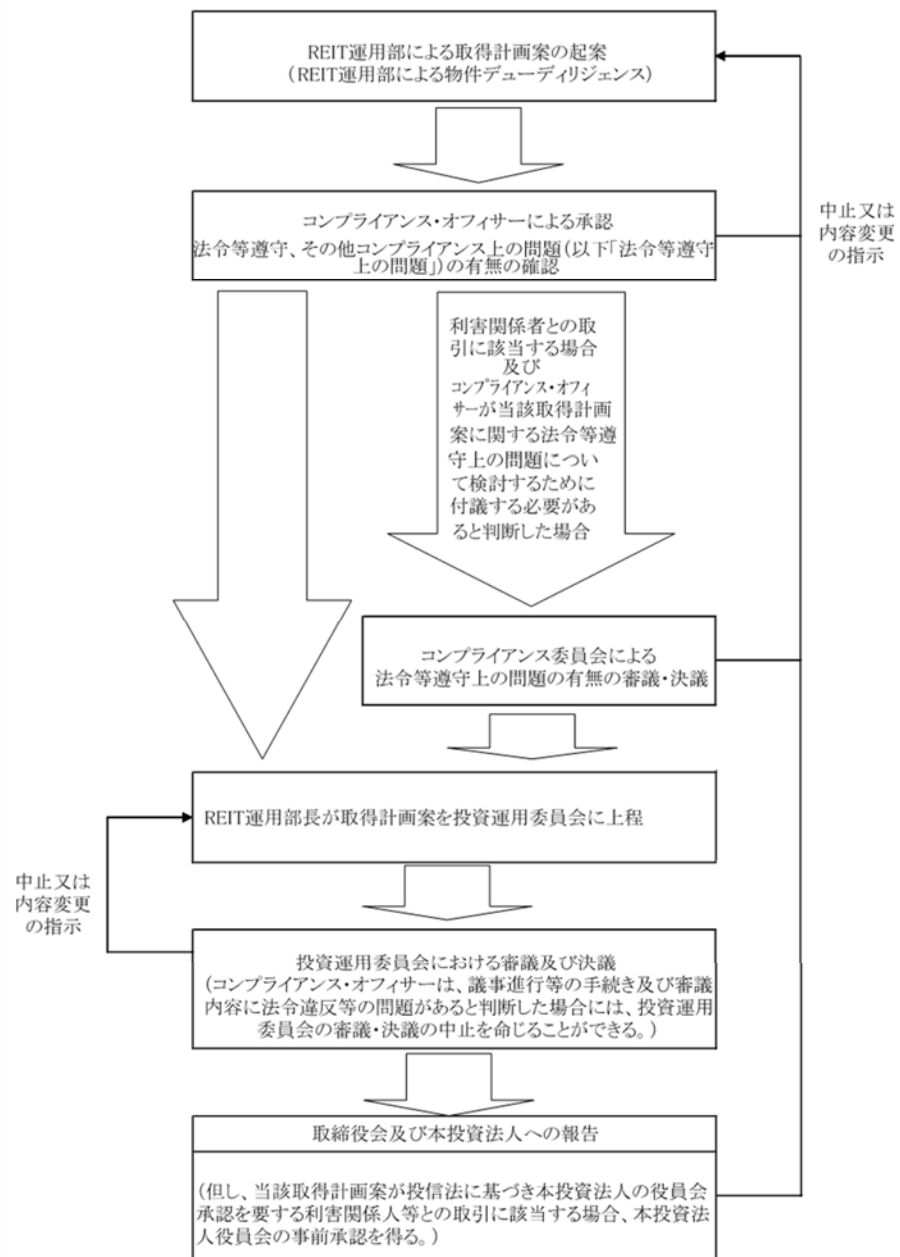 REIT運用部による取得計画案の起案
(REIT運用部による物件デューディリジェンス)
コンプライアンス・オフィサーによる承認
法令等遵守、その他コンプライアンス上の問題(以下「法令等遵守
上の問題」)の有無の確認
中止又は
内容変更
の指示
利害関係者との取
引に該当する場合
及び
コンプライアンス・オフィ
サーが当該取得計画
案に関する法令等遵
守上の問題につい
て検討するために
付議する必要があ
ると判断した場合
コンプライアンス委員会による
法令等遵守上の問題の有無の審議・決議
REIT運用部長が取得計画案を投資運用委員会に上程
中止又は
内容変更
の指示
投資運用委員会における審議及び決議
(コンプライアンス・オフィサーは、議事進行等の手続き及び審議
内容に法令違反等の問題があると判断した場合には、投資運用
委員会の審議・決議の中止を命じることができる。)
取締役会及び本投資法人への報告
(但し、当該取得計画案が投信法に基づき本投資法人の役員会
承認を要する利害関係人等との取引に該当する場合、本投資法
人役員会の事前承認を得る。)